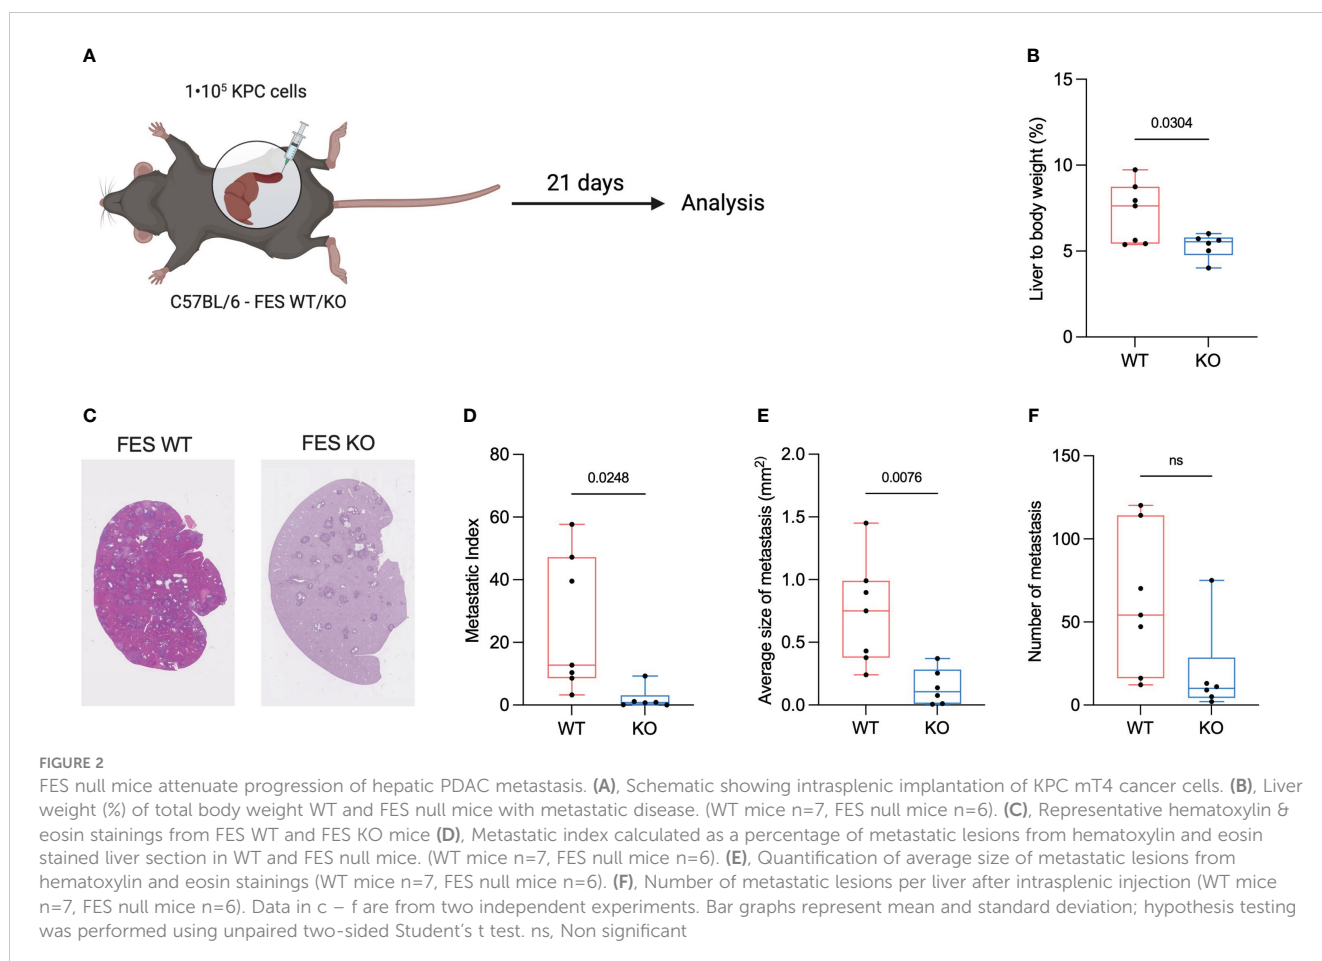 A
1•10⁵ KPC cells
21 days
Analysis
C57BL/6 - FES WT/KO
B
Liver to body weight (%)
15
10
5
0
0.0304
WT
KO
C
FES WT
FES KO
D
Metastatic Index
80
60
40
20
0
0.0248
WT
KO
E
Average size of metastasis (mm²)
2.0
1.5
1.0
0.5
0.0
0.0076
WT
KO
F
Number of metastasis
150
100
50
0
ns
WT
KO
FIGURE 2
FES null mice attenuate progression of hepatic PDAC metastasis. (A), Schematic showing intrasplenic implantation of KPC mT4 cancer cells. (B), Liver
weight (%) of total body weight WT and FES null mice with metastatic disease. (WT mice n=7, FES null mice n=6). (C), Representative hematoxylin &
eosin stainings from FES WT and FES KO mice (D), Metastatic index calculated as a percentage of metastatic lesions from hematoxylin and eosin
stained liver section in WT and FES null mice. (WT mice n=7, FES null mice n=6). (E), Quantification of average size of metastatic lesions from
hematoxylin and eosin stainings (WT mice n=7, FES null mice n=6). (F), Number of metastatic lesions per liver after intrasplenic injection (WT mice
n=7, FES null mice n=6). Data in c – f are from two independent experiments. Bar graphs represent mean and standard deviation; hypothesis testing
was performed using unpaired two-sided Student's t test. ns, Non significant